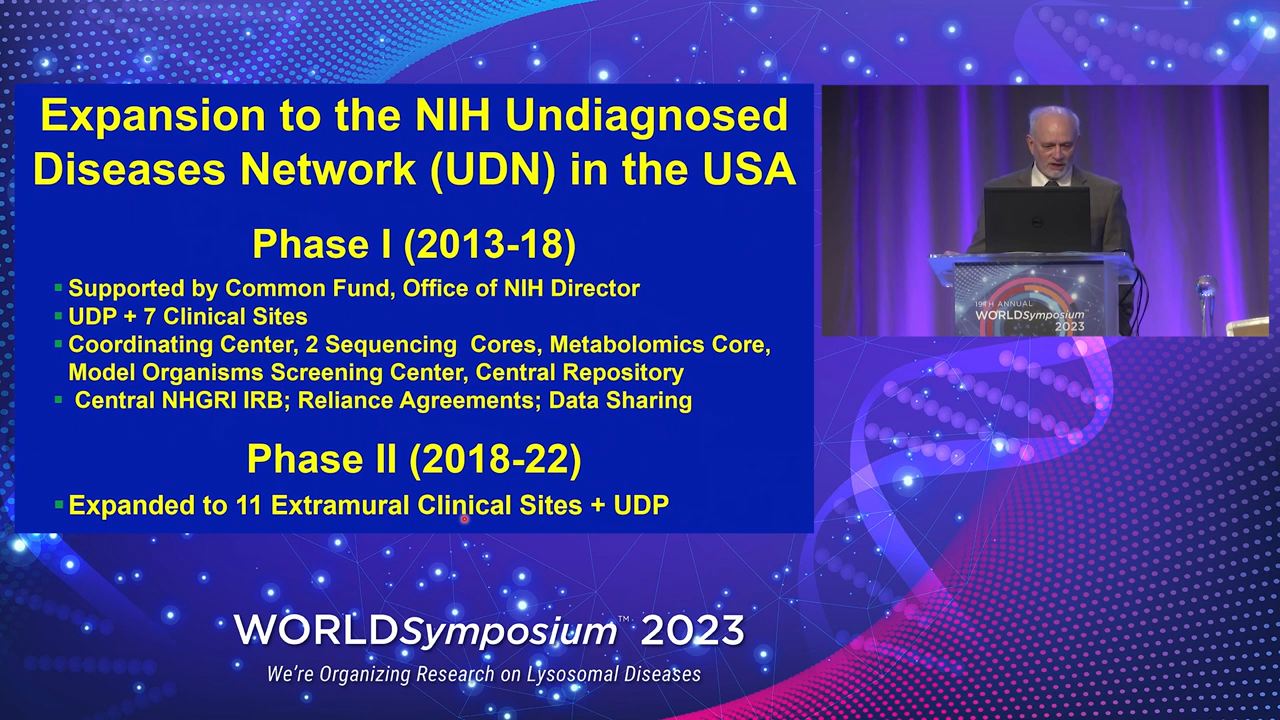 Expansion to the NIH Undiagnosed
Diseases Network (UDN) in the USA
Phase I (2013-18)
Supported by Common Fund, Office of NIH Director
UDP + 7 Clinical Sites
Coordinating Center, 2 Sequencing Cores, Metabolomics Core,
Model Organisms Screening Center, Central Repository
Central NHGRI IRB; Reliance Agreements; Data Sharing
Phase II (2018-22)
Expanded to 11 Extramural Clinical Sites + UDP
DELL
19TH ANNUAL
WORLDSymposium
2023
WORLDSymposium™ 2023
We're Organizing Research on Lysosomal Diseases